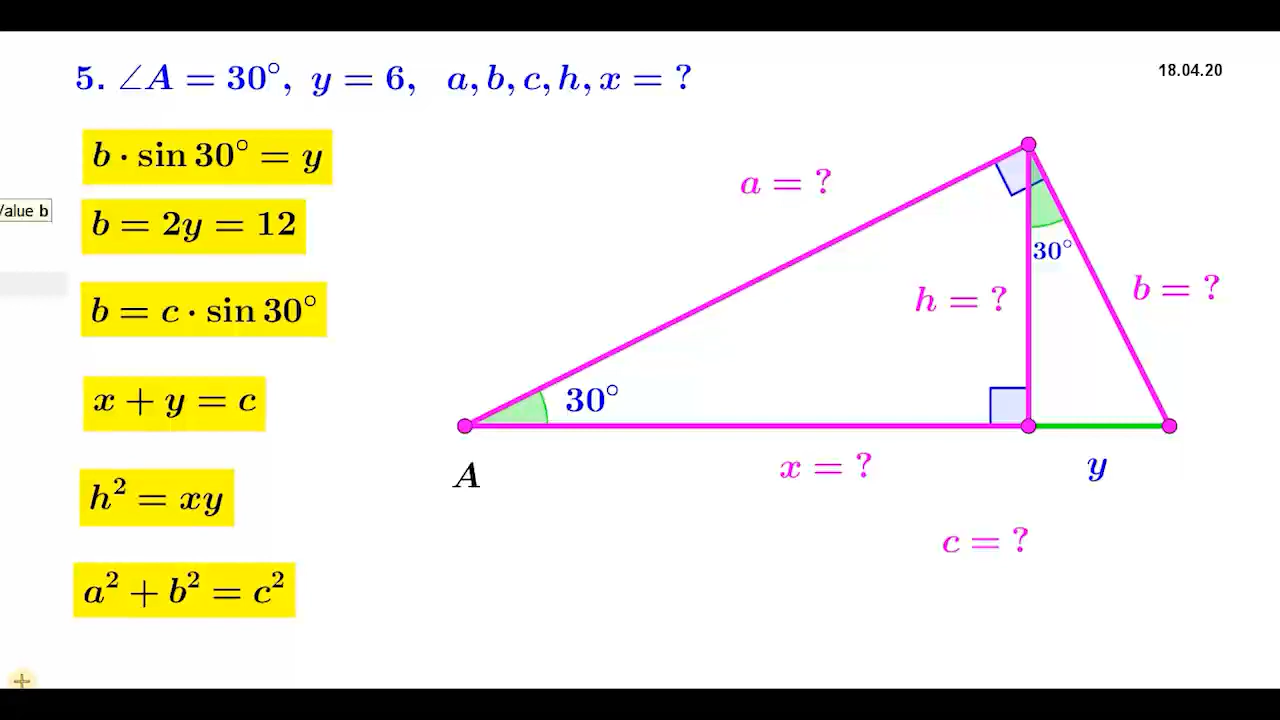 5. ∠A = 30°, y = 6, a, b, c, h, x = ?
18.04.20
b · sin 30° = y
Value b
b = 2y = 12
b = c · sin 30°
x + y = c
h² = xy
a² + b² = c²
a = ?
30°
h = ?
b = ?
30°
A
x = ?
y
c = ?